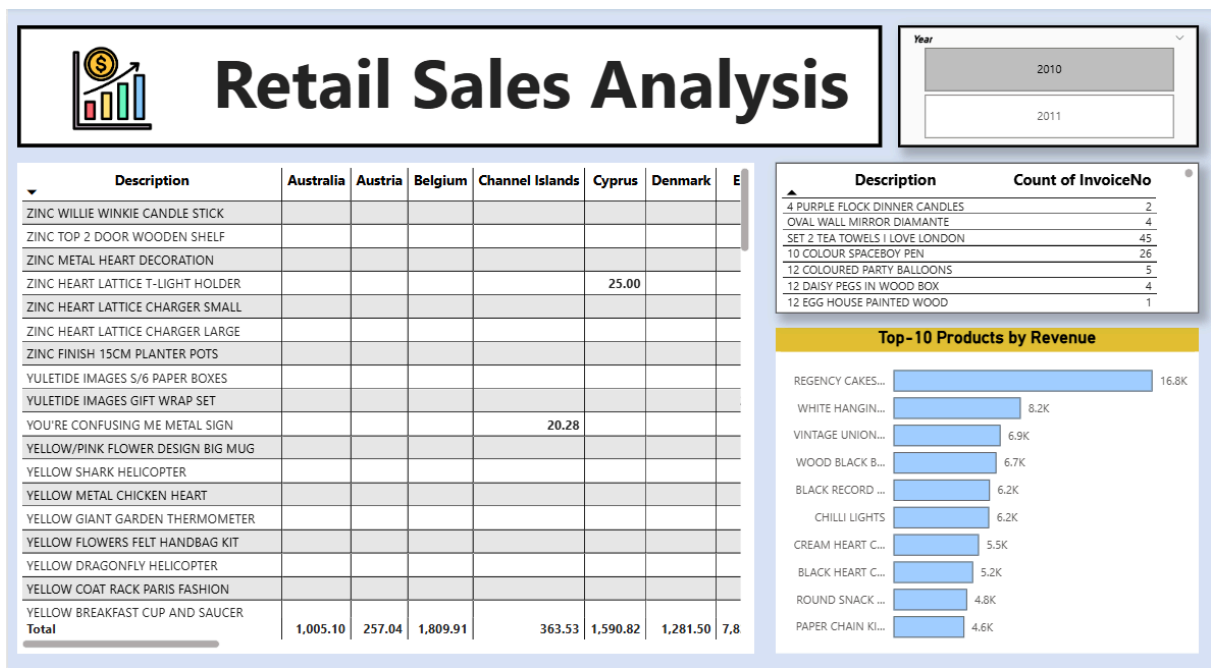 Retail Sales Analysis
Year
2010
2011
Description Australia Austria Belgium Channel Islands Cyprus Denmark E
ZINC WILLIE WINKIE CANDLE STICK
ZINC TOP 2 DOOR WOODEN SHELF
ZINC METAL HEART DECORATION
ZINC HEART LATTICE T-LIGHT HOLDER 25.00
ZINC HEART LATTICE CHARGER SMALL
ZINC HEART LATTICE CHARGER LARGE
ZINC FINISH 15CM PLANTER POTS
YULETIDE IMAGES S/6 PAPER BOXES
YULETIDE IMAGES GIFT WRAP SET
YOU'RE CONFUSING ME METAL SIGN 20.28
YELLOW/PINK FLOWER DESIGN BIG MUG
YELLOW SHARK HELICOPTER
YELLOW METAL CHICKEN HEART
YELLOW GIANT GARDEN THERMOMETER
YELLOW FLOWERS FELT HANDBAG KIT
YELLOW DRAGONFLY HELICOPTER
YELLOW COAT RACK PARIS FASHION
YELLOW BREAKFAST CUP AND SAUCER
Total 1,005.10 257.04 1,809.91 363.53 1,590.82 1,281.50 7,8
Description Count of InvoiceNo
4 PURPLE FLOCK DINNER CANDLES 2
OVAL WALL MIRROR DIAMANTE 4
SET 2 TEA TOWELS I LOVE LONDON 45
10 COLOUR SPACEBOY PEN 26
12 COLOURED PARTY BALLOONS 5
12 DAISY PEGS IN WOOD BOX 4
12 EGG HOUSE PAINTED WOOD 1
Top-10 Products by Revenue
REGENCY CAKES... 16.8K
WHITE HANGIN... 8.2K
VINTAGE UNION... 6.9K
WOOD BLACK B... 6.7K
BLACK RECORD ... 6.2K
CHILLI LIGHTS 6.2K
CREAM HEART C... 5.5K
BLACK HEART C... 5.2K
ROUND SNACK ... 4.8K
PAPER CHAIN KI... 4.6K